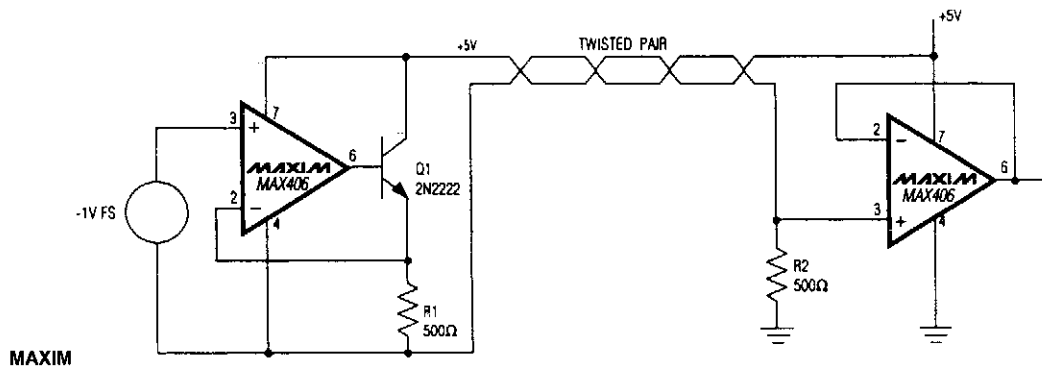 +5V
TWISTED PAIR
+5V
7
3
+
MAXIM
MAX406
6
Q1
2N2222
-1V FS
2
-
4
R1
500Ω
2
-
7
MAXIM
MAX406
6
3
+
4
R2
500Ω
MAXIM